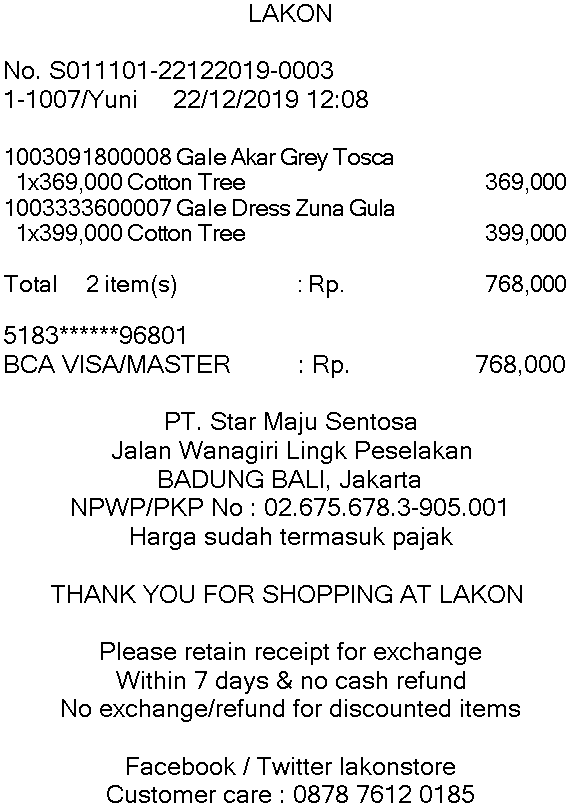 LAKON
No. S011101-22122019-0003
1-1007/Yuni 22/12/2019 12:08
1003091800008 Gale Akar Grey Tosca
1x369,000 Cotton Tree 369,000
1003333600007 Gale Dress Zuna Gula
1x399,000 Cotton Tree 399,000
Total 2 item(s) : Rp. 768,000
5183******96801
BCA VISA/MASTER : Rp. 768,000
PT. Star Maju Sentosa
Jalan Wanagiri Lingk Peselakan
BADUNG BALI, Jakarta
NPWP/PKP No : 02.675.678.3-905.001
Harga sudah termasuk pajak
THANK YOU FOR SHOPPING AT LAKON
Please retain receipt for exchange
Within 7 days & no cash refund
No exchange/refund for discounted items
Facebook / Twitter lakonstore
Customer care : 0878 7612 0185